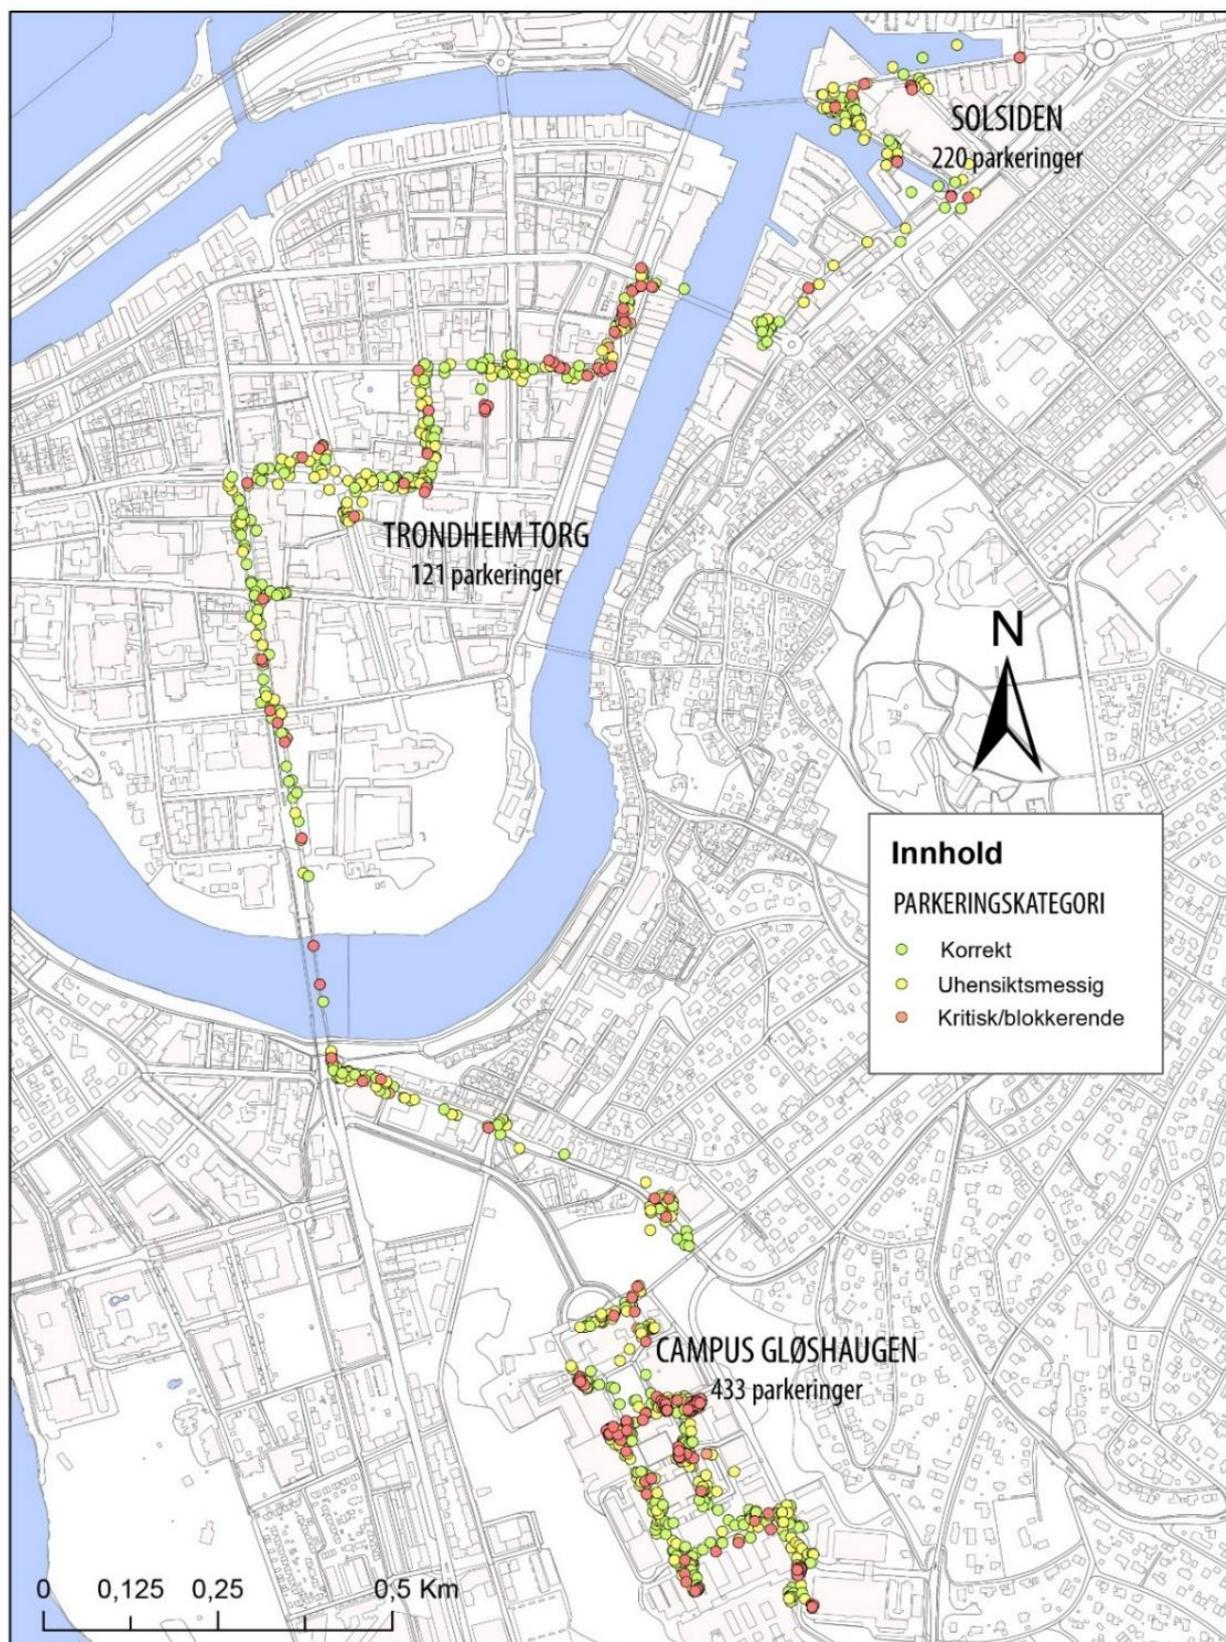 SOLSIDEN
220 parkeringer
TRONDHEIM TORG
121 parkeringer
N
Innhold
PARKERINGSKATEGORI
Korrekt
Uhensiktsmessig
Kritisk/blokkerende
CAMPUS GLØSHAUGEN
433 parkeringer
0 0,125 0,25 0,5 Km